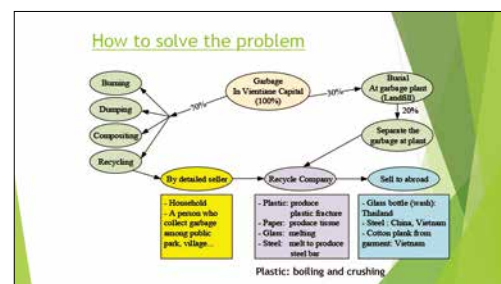 How to solve the problem
Burning
Dumping
Compositing
Recycling
70%
Garbage
In Vientiane Capital
(100%)
30%
Burial
At garbage plant
(Landfill)
20%
Separate the
garbage at plant
By detailed seller
Recycle Company
Sell to abroad
- Household
- A person who
collect garbage
among public
park, village...
- Plastic: produce
plastic fracture
- Paper: produce tissue
- Glass: melting
- Steel: melt to produce
steel bar
- Glass bottle (wash):
Thailand
- Steel : China, Vietnam
- Cotton plank from
garment: Vietnam
Plastic: boiling and crushing